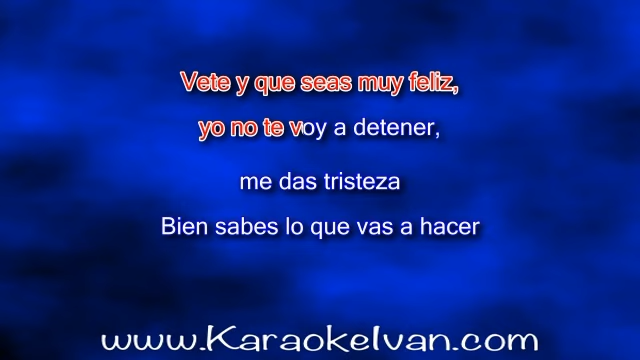 Vete y que seas muy feliz,
yo no te voy a detener,
me das tristeza
Bien sabes lo que vas a hacer
www.KaraokeIvan.com